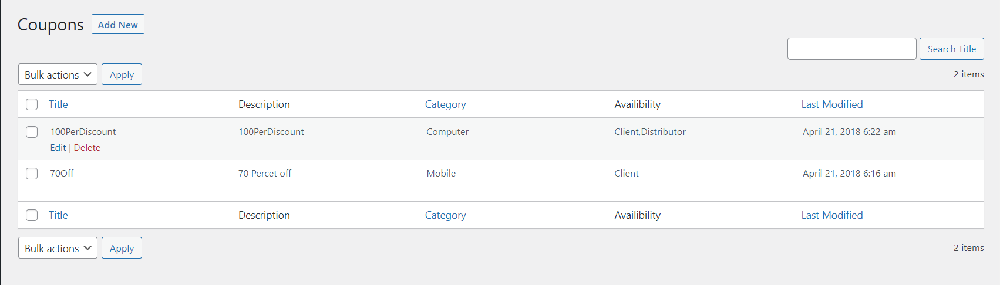 Coupons Add New
Search Title
Bulk actions Apply 2 items
Title Description Category Availibility Last Modified
100PerDiscount 100PerDiscount Computer Client,Distributor April 21, 2018 6:22 am
Edit | Delete
70Off 70 Percet off Mobile Client April 21, 2018 6:16 am
Title Description Category Availibility Last Modified
Bulk actions Apply 2 items